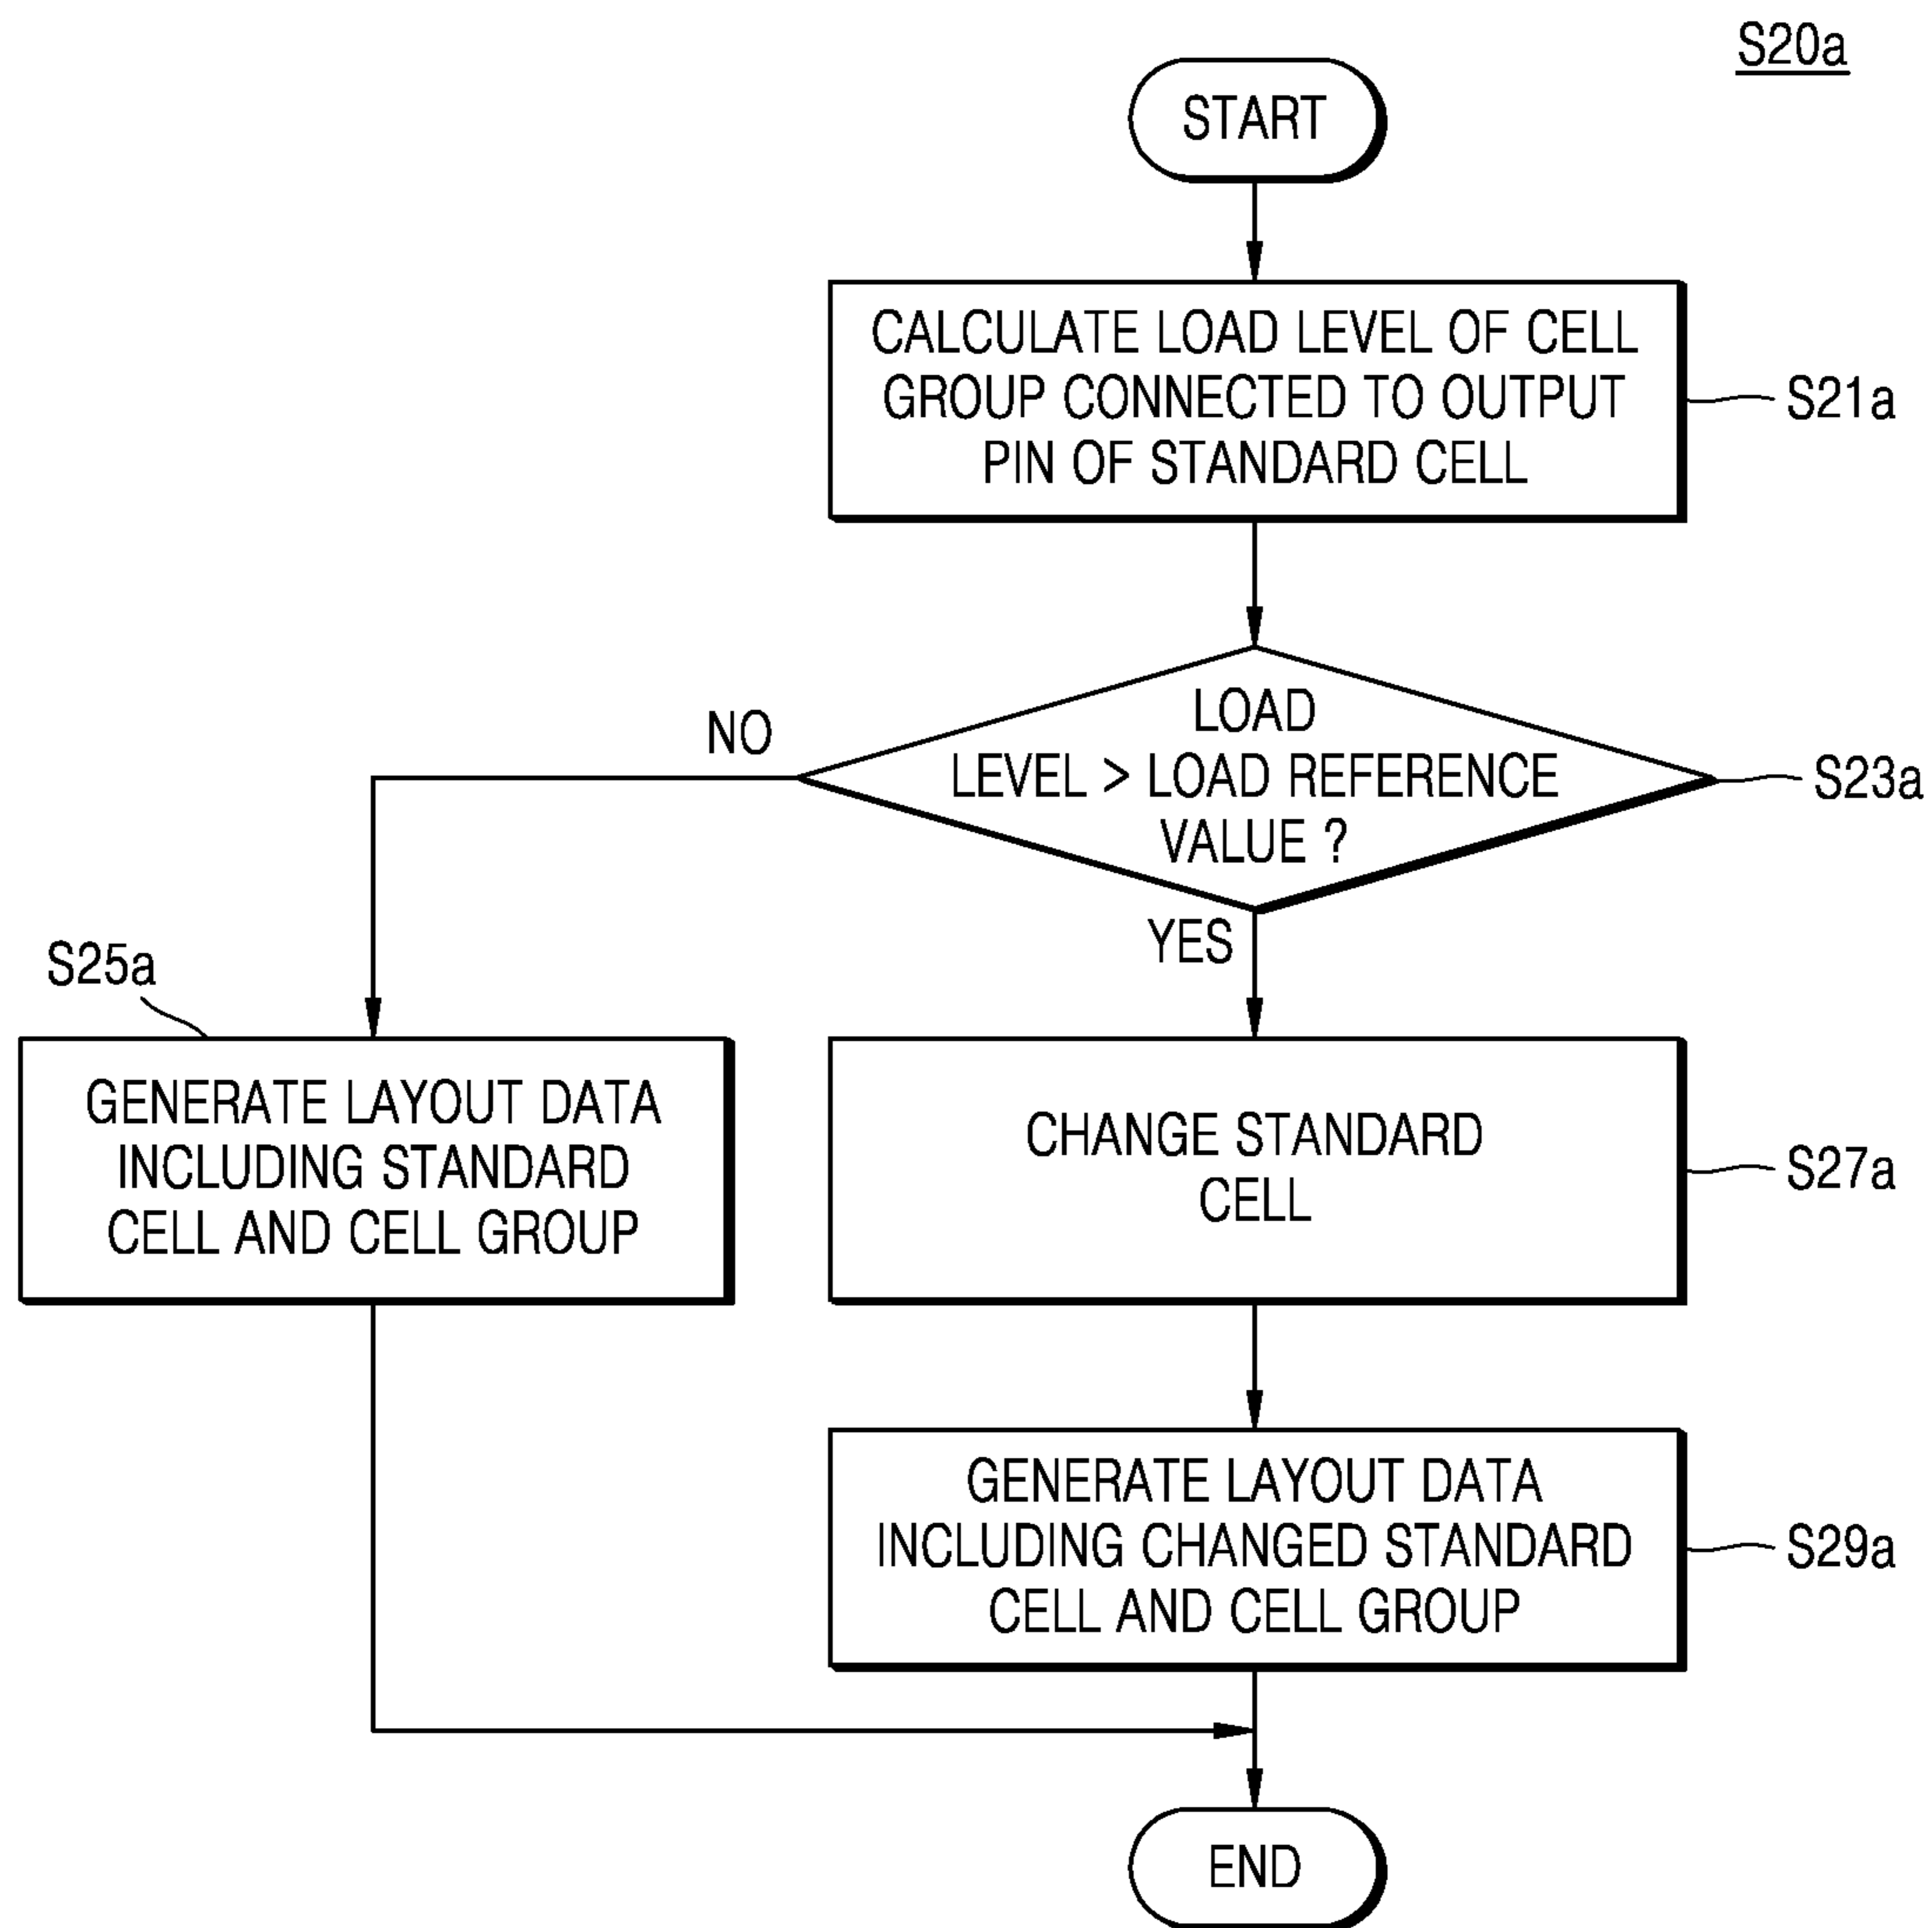 S20a
START
CALCULATE LOAD LEVEL OF CELL
GROUP CONNECTED TO OUTPUT
PIN OF STANDARD CELL
S21a
LOAD
LEVEL > LOAD REFERENCE
VALUE ?
S23a
NO
YES
S25a
GENERATE LAYOUT DATA
INCLUDING STANDARD
CELL AND CELL GROUP
CHANGE STANDARD
CELL
S27a
GENERATE LAYOUT DATA
INCLUDING CHANGED STANDARD
CELL AND CELL GROUP
S29a
END